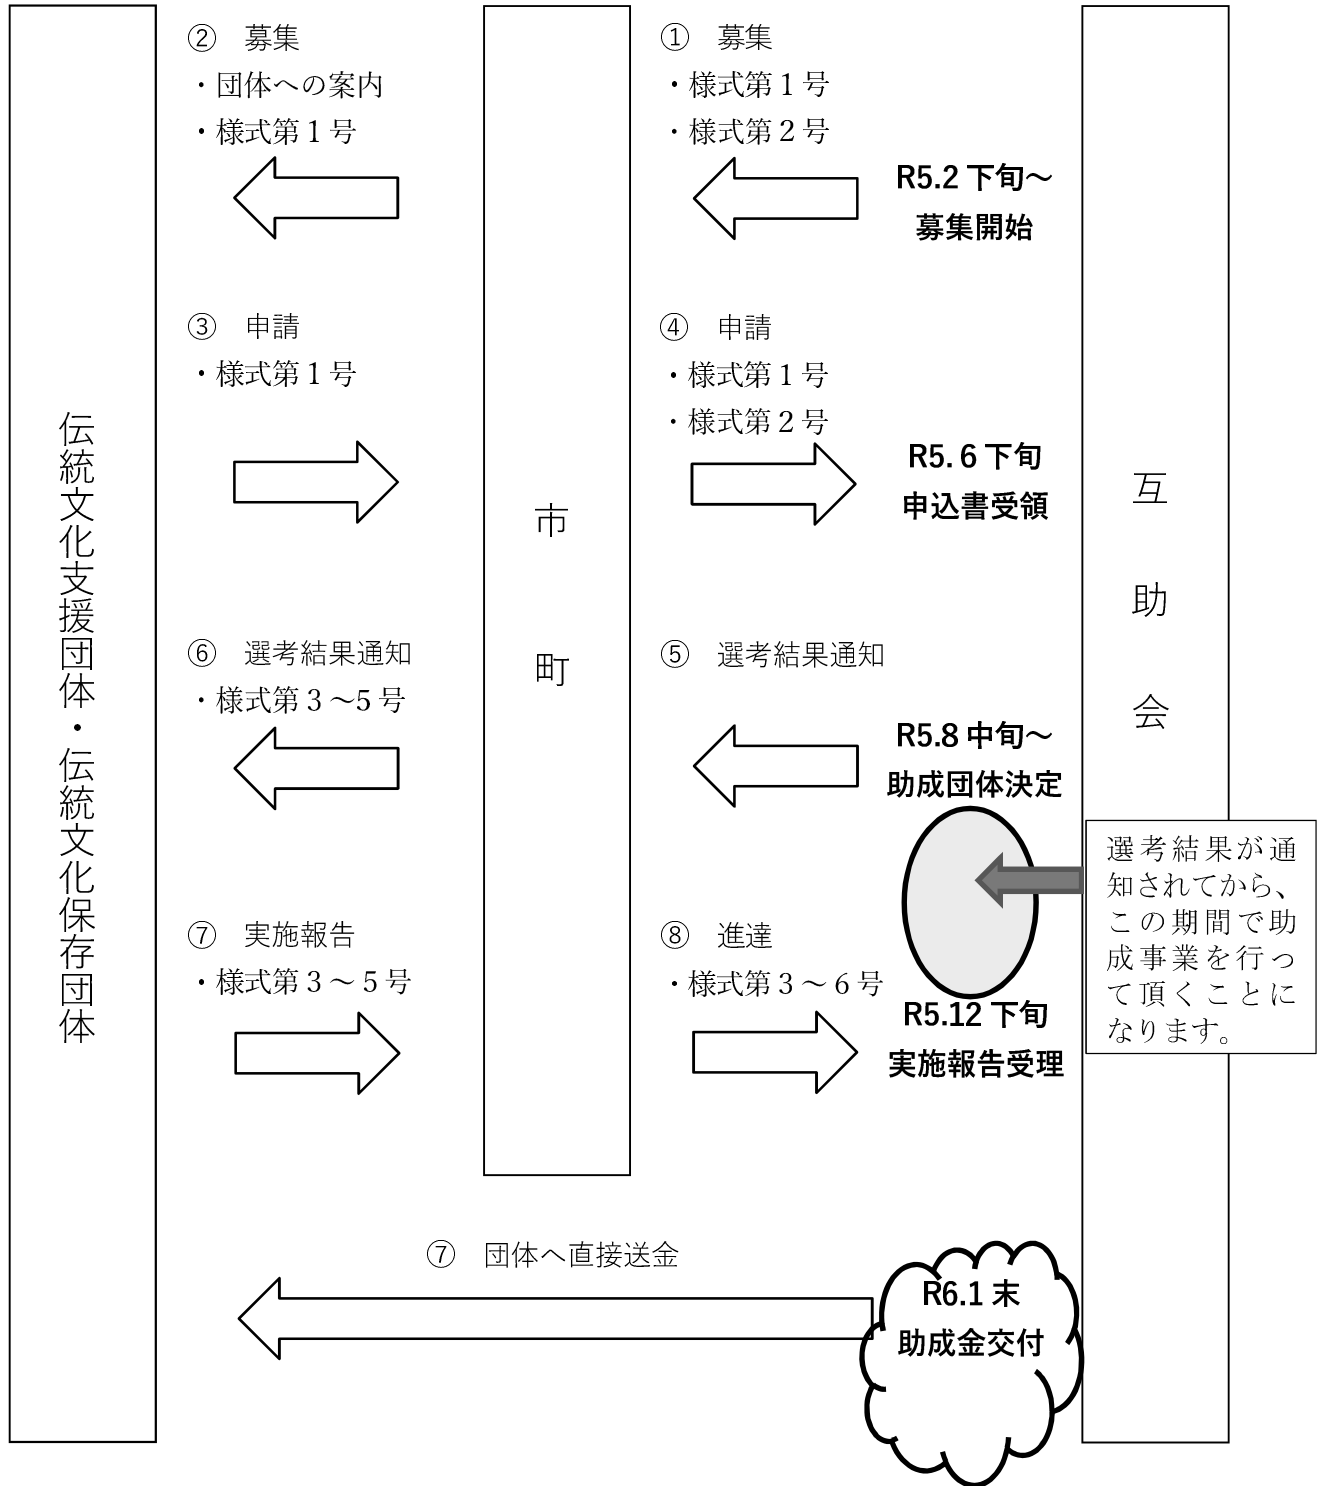 ② 募集
・団体への案内
・様式第1号
① 募集
・様式第1号
・様式第2号
R5.2下旬～
募集開始
③ 申請
・様式第1号
④ 申請
・様式第1号
・様式第2号
R5.6下旬
申込書受領
伝統文化支援団体・伝統文化保存団体
市町
互助会
⑥ 選考結果通知
・様式第3～5号
⑤ 選考結果通知
R5.8中旬～
助成団体決定
選考結果が通
知されてから、
この期間で助
成事業を行っ
て頂くことに
なります。
⑦ 実施報告
・様式第3～5号
⑧ 進達
・様式第3～6号
R5.12下旬
実施報告受理
⑦ 団体へ直接送金
R6.1末
助成金交付